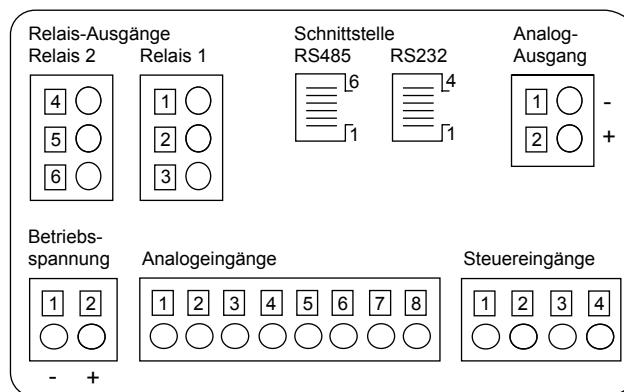 Relais-Ausgänge
Relais 2 Relais 1
4
5
6
1
2
3
Schnittstelle
RS485 RS232
6
1
4
1
Analog-
Ausgang
1 -
2 +
Betriebs-
spannung
1 2
- +
Analogeingänge
1 2 3 4 5 6 7 8
Steuereingänge
1 2 3 4